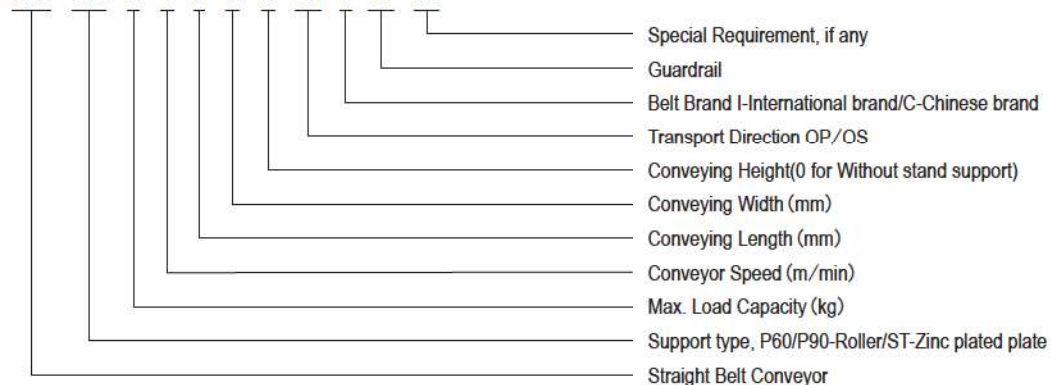 Special Requirement, if any
Guardrail
Belt Brand I-International brand/C-Chinese brand
Transport Direction OP/OS
Conveying Height(0 for Without stand support)
Conveying Width (mm)
Conveying Length (mm)
Conveyor Speed (m/min)
Max. Load Capacity (kg)
Support type, P60/P90-Roller/ST-Zinc plated plate
Straight Belt Conveyor